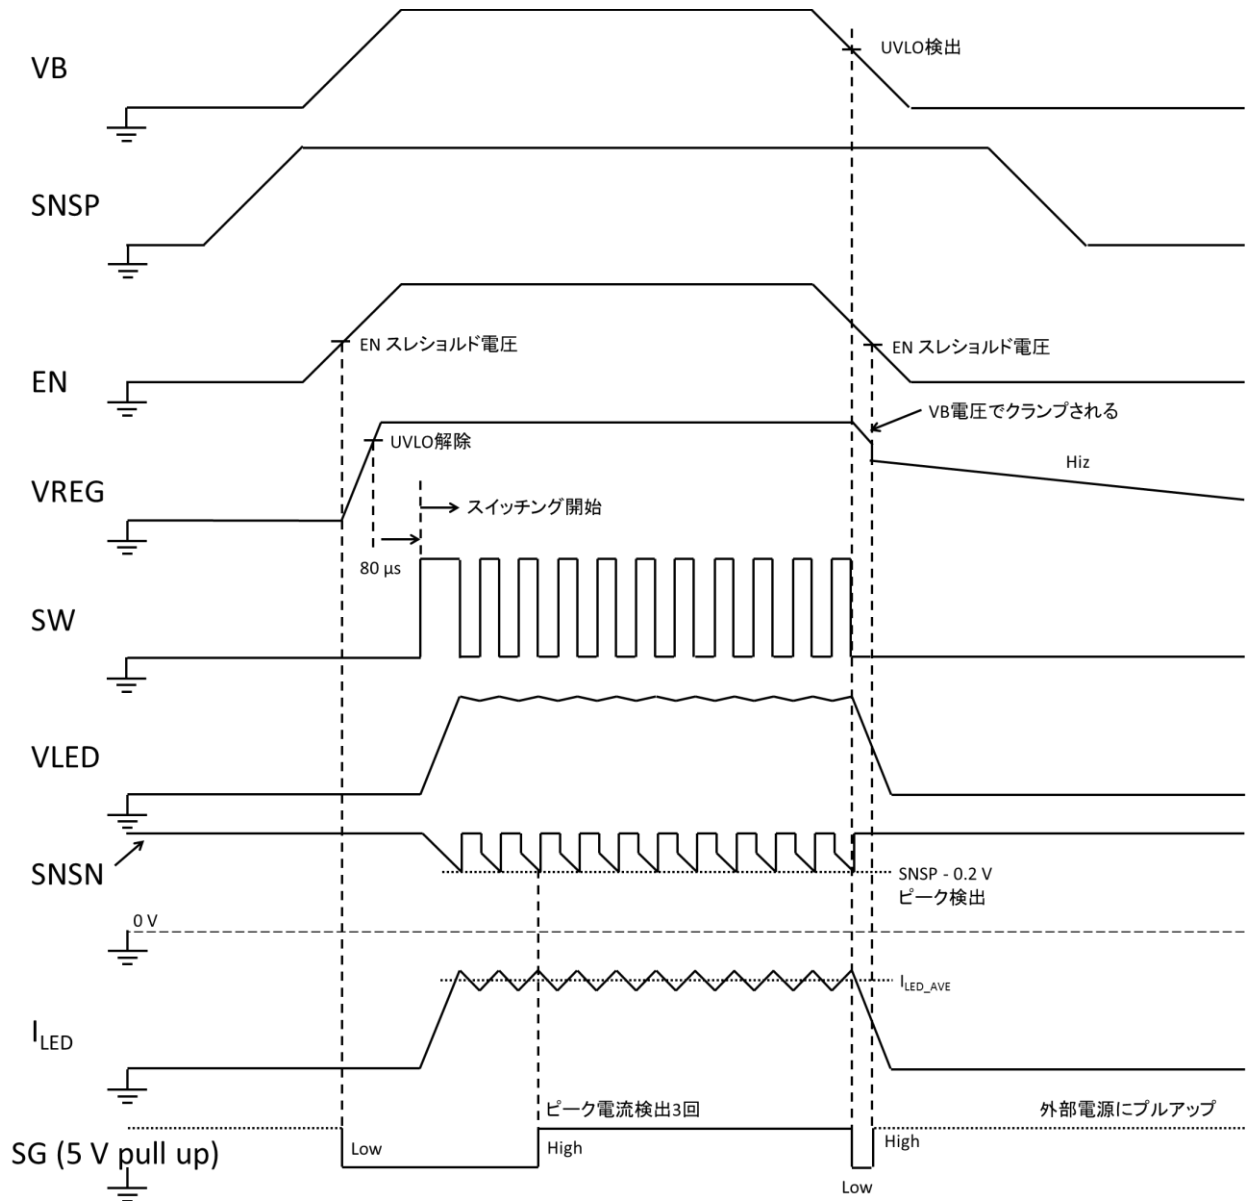 VB
UVLO検出
SNSP
EN スレショルド電圧
EN スレショルド電圧
EN
VB電圧でクランプされる
UVLO解除
Hiz
VREG
スイッチング開始
80 μs
SW
VLED
SNSN
SNSP - 0.2 V
ピーク検出
0 V
ILED_AVE
ILED
ピーク電流検出3回
外部電源にプルアップ
SG (5 V pull up)
Low
High
High
Low